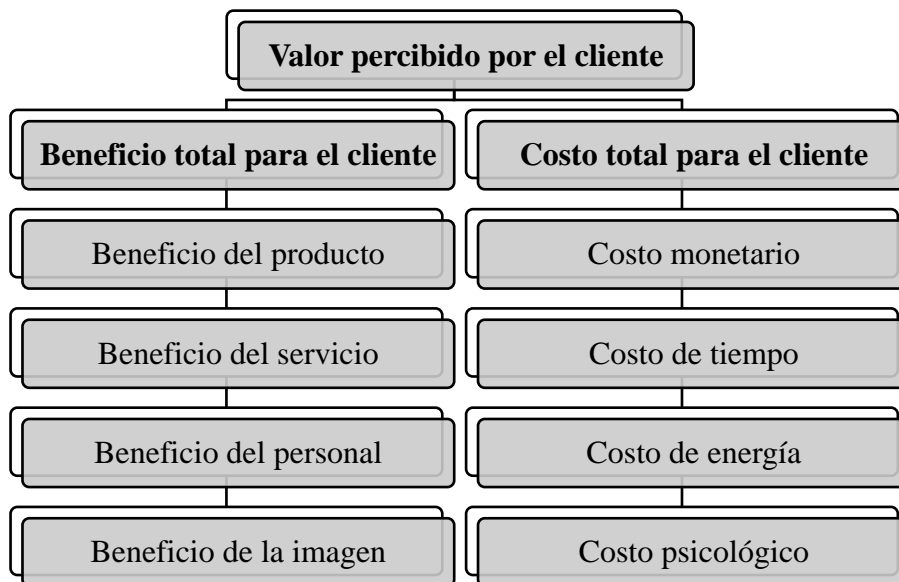 Valor percibido por el cliente
Beneficio total para el cliente
Costo total para el cliente
Beneficio del producto
Costo monetario
Beneficio del servicio
Costo de tiempo
Beneficio del personal
Costo de energía
Beneficio de la imagen
Costo psicológico